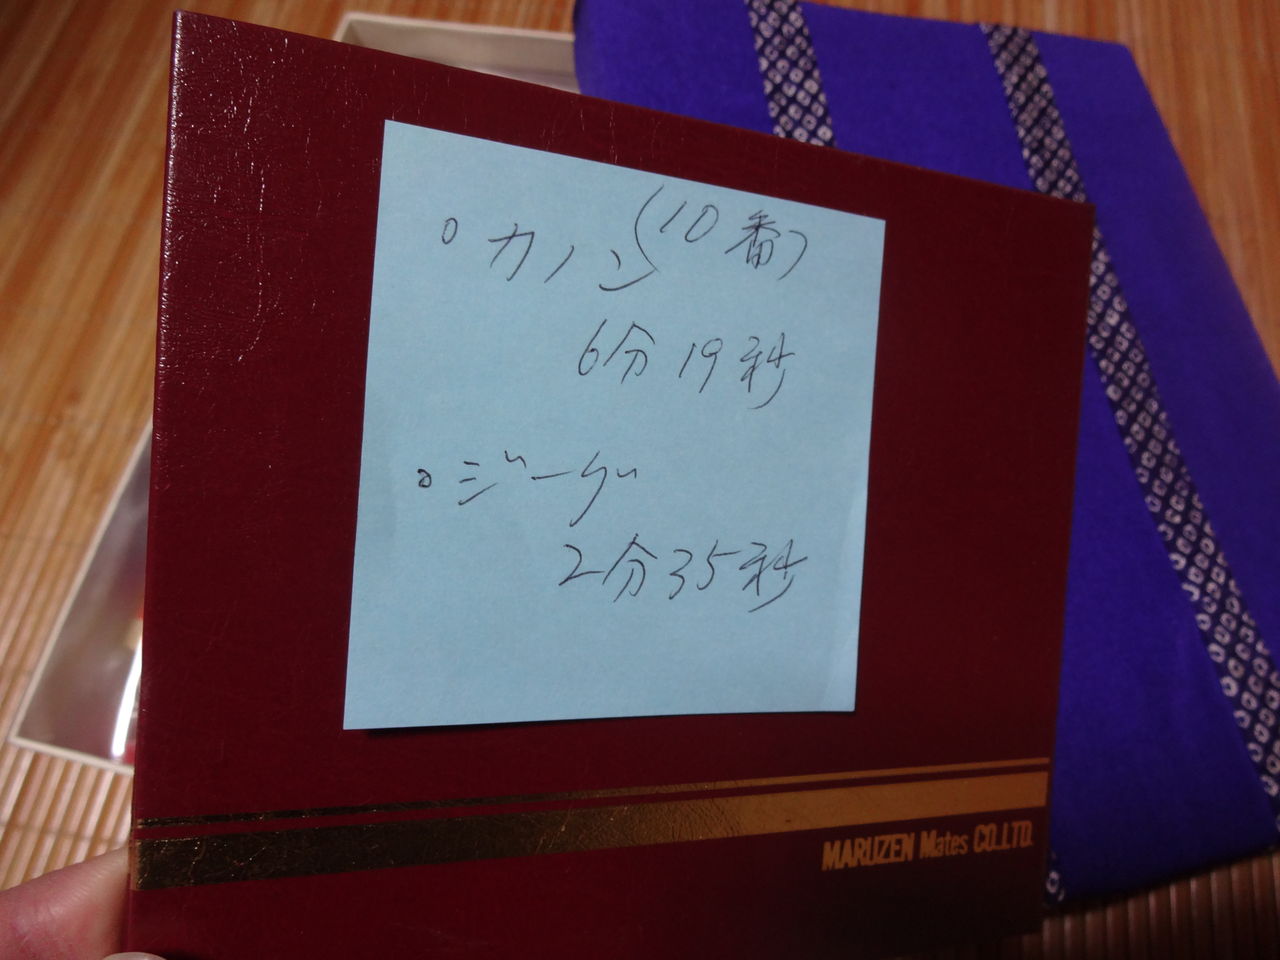 ○ カノン(10番)
6分19秒
○ ジーグ
2分35秒
MARUZEN Mates CO.,LTD.